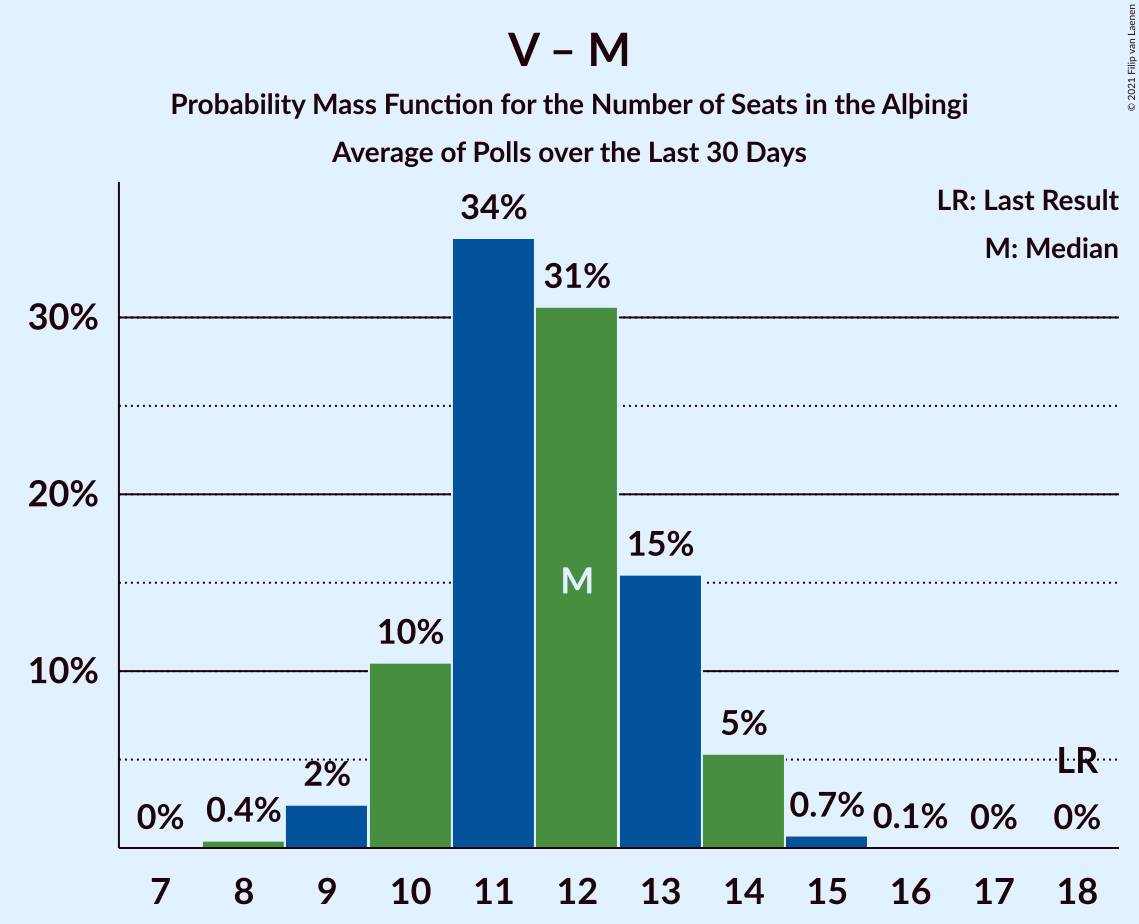 V – M
Probability Mass Function for the Number of Seats in the Alþingi
Average of Polls over the Last 30 Days
© 2021 Filip van Laenen
LR: Last Result
M: Median
34%
31%
30%
20%
15%
M
10%
10%
5%
LR
2%
0%
0.4%
0.7%
0.1%
0%
0%
7 8 9 10 11 12 13 14 15 16 17 18